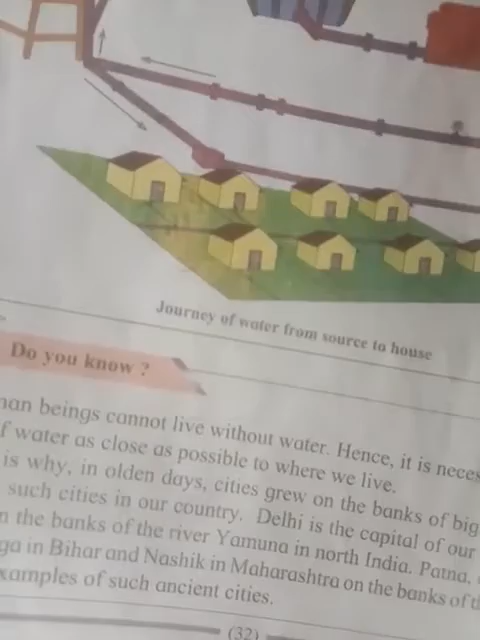 Journey of water from source to house
Do you know ?
man beings cannot live without water. Hence, it is neces
f water as close as possible to where we live.
is why, in olden days, cities grew on the banks of big
such cities in our country. Delhi is the capital of our
n the banks of the river Yamuna in north India. Patna,
ga in Bihar and Nashik in Maharashtra on the banks of th
xamples of such ancient cities.
(32)